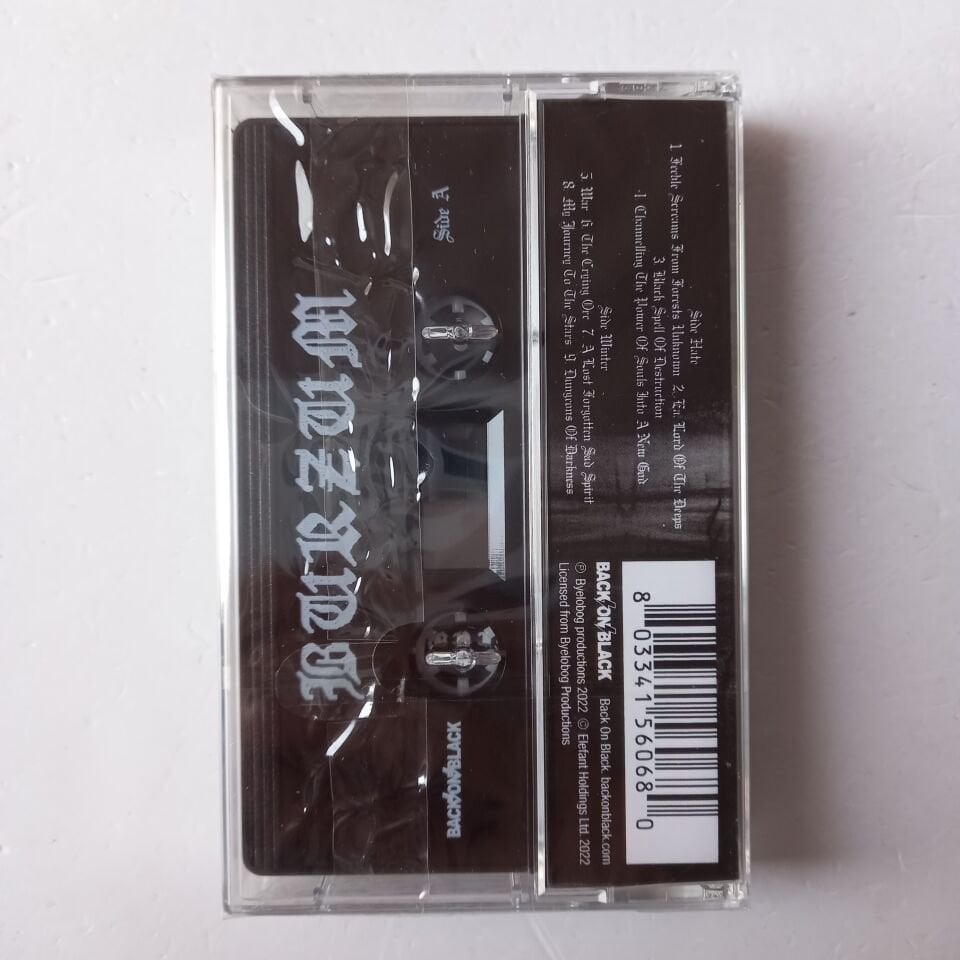 Side Hate
1. Feeble Screams From Forests Unknown 2. Ea, Lord Of The Deeps
3. Black Spell Of Destruction
4. Channelling The Power Of Souls Into A New God
Side Winter
5. War 6. The Crying Orc 7. A Lost Forgotten Sad Spirit
8. My Journey To The Stars 9. Dungeons Of Darkness
BACK ON BLACK Back On Black. backonblack.com
℗ Byelobog productions 2022 © Elefant Holdings Ltd. 2022
Licensed from Byelobog Productions
8 03341 56068 0
Side A
BURZUM
BACK ON BLACK